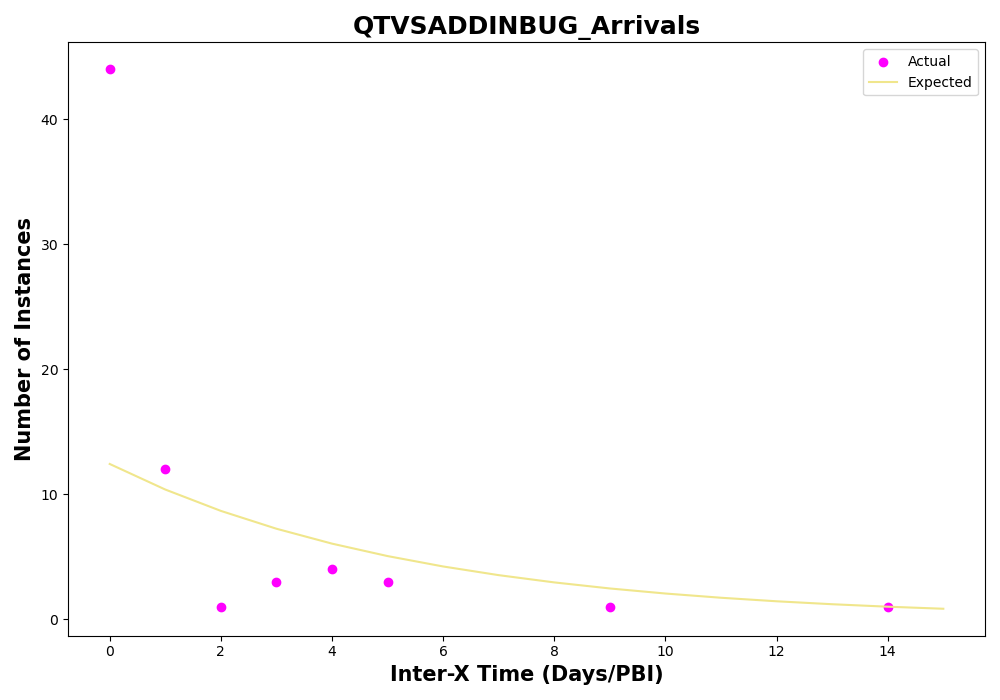 QTVSADDINBUG_Arrivals
Actual
Expected
Number of Instances
40
30
20
10
0
0 2 4 6 8 10 12 14
Inter-X Time (Days/PBI)